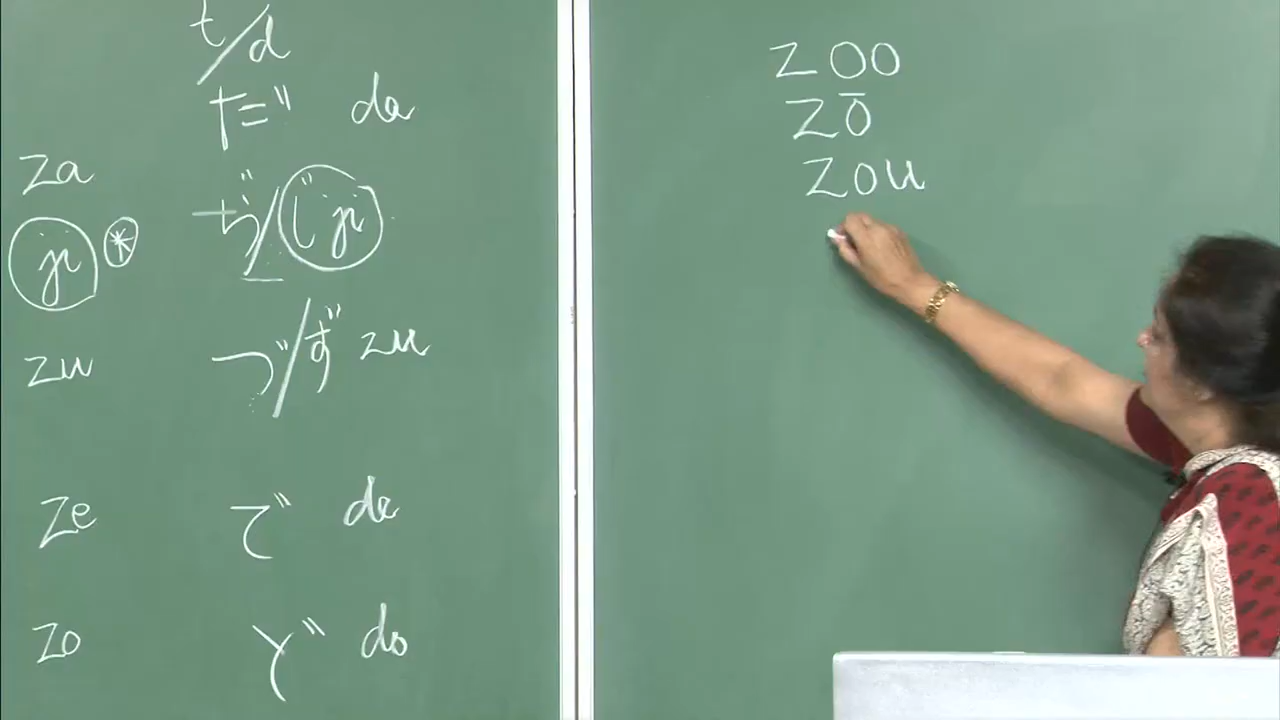 t/d
だ da
za
ji * ぢ/じ ji
zu づ/ず zu
ze で de
zo ど do
zoo
zō
zou